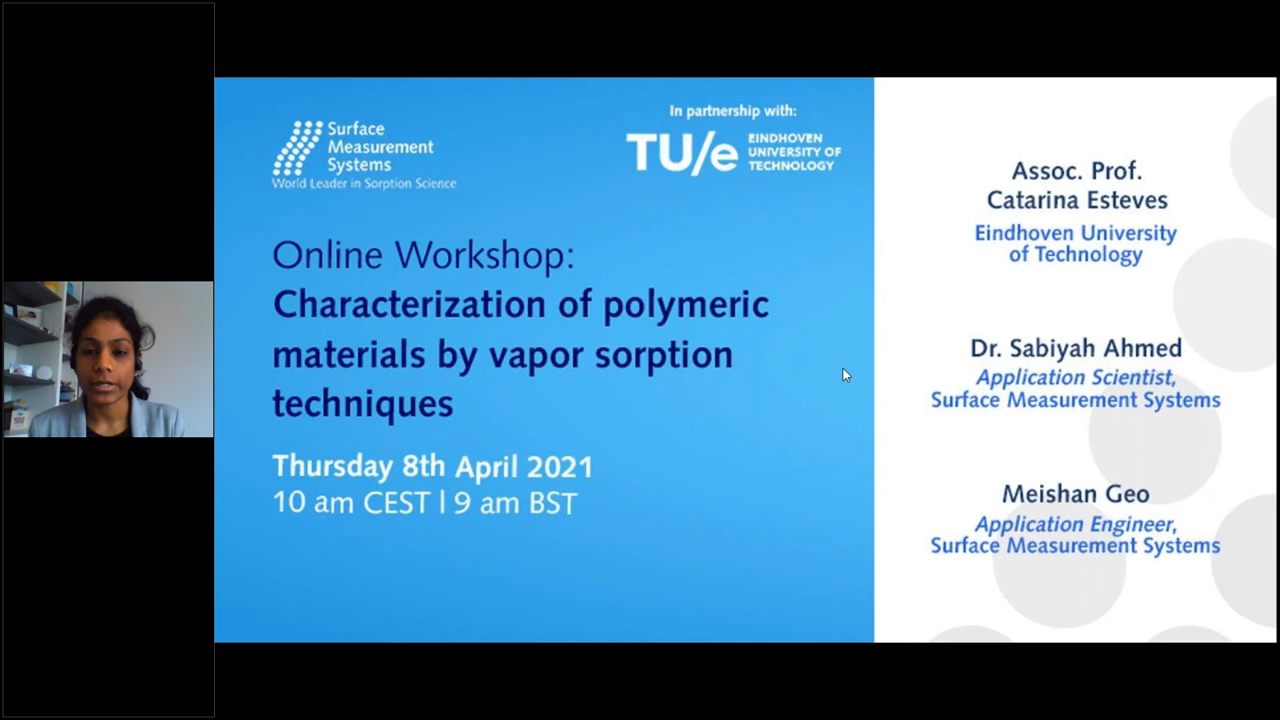 Surface
Measurement
Systems
World Leader in Sorption Science
In partnership with:
TU/e EINDHOVEN
UNIVERSITY OF
TECHNOLOGY
Online Workshop:
Characterization of polymeric
materials by vapor sorption
techniques
Thursday 8th April 2021
10 am CEST | 9 am BST
Assoc. Prof.
Catarina Esteves
Eindhoven University
of Technology
Dr. Sabiyah Ahmed
Application Scientist,
Surface Measurement Systems
Meishan Geo
Application Engineer,
Surface Measurement Systems